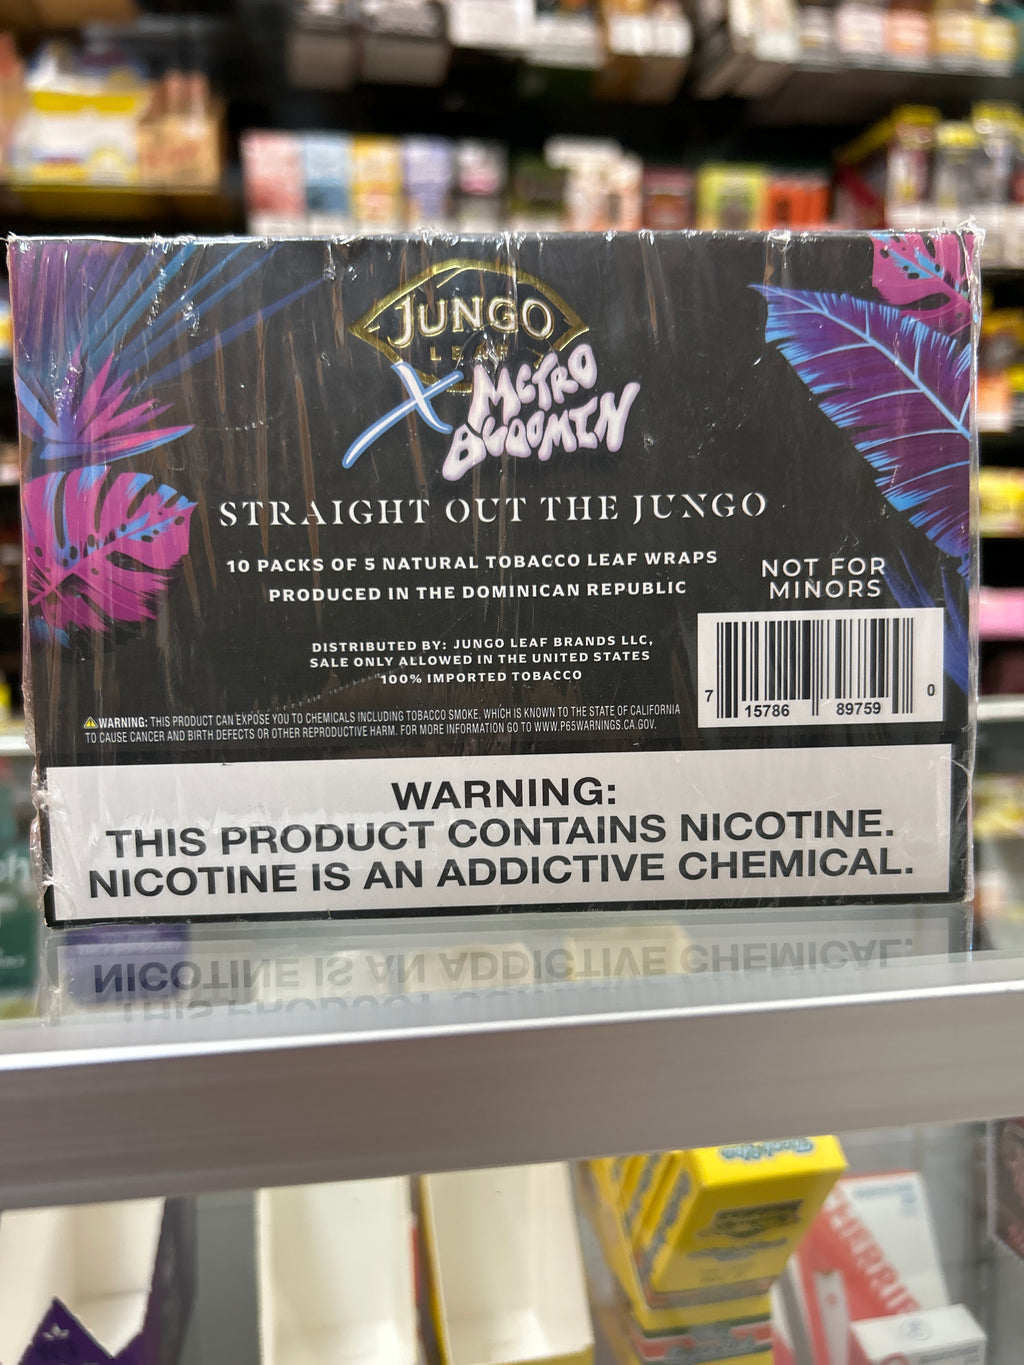 JUNGO
LEAF
X METRO
BOOMIN
STRAIGHT OUT THE JUNGO
10 PACKS OF 5 NATURAL TOBACCO LEAF WRAPS
PRODUCED IN THE DOMINICAN REPUBLIC
NOT FOR
MINORS
DISTRIBUTED BY: JUNGO LEAF BRANDS LLC,
SALE ONLY ALLOWED IN THE UNITED STATES
100% IMPORTED TOBACCO
7 15786 89759 0
WARNING: THIS PRODUCT CAN EXPOSE YOU TO CHEMICALS INCLUDING TOBACCO SMOKE, WHICH IS KNOWN TO THE STATE OF CALIFORNIA
TO CAUSE CANCER AND BIRTH DEFECTS OR OTHER REPRODUCTIVE HARM. FOR MORE INFORMATION GO TO WWW.P65WARNINGS.CA.GOV.
WARNING:
THIS PRODUCT CONTAINS NICOTINE.
NICOTINE IS AN ADDICTIVE CHEMICAL.